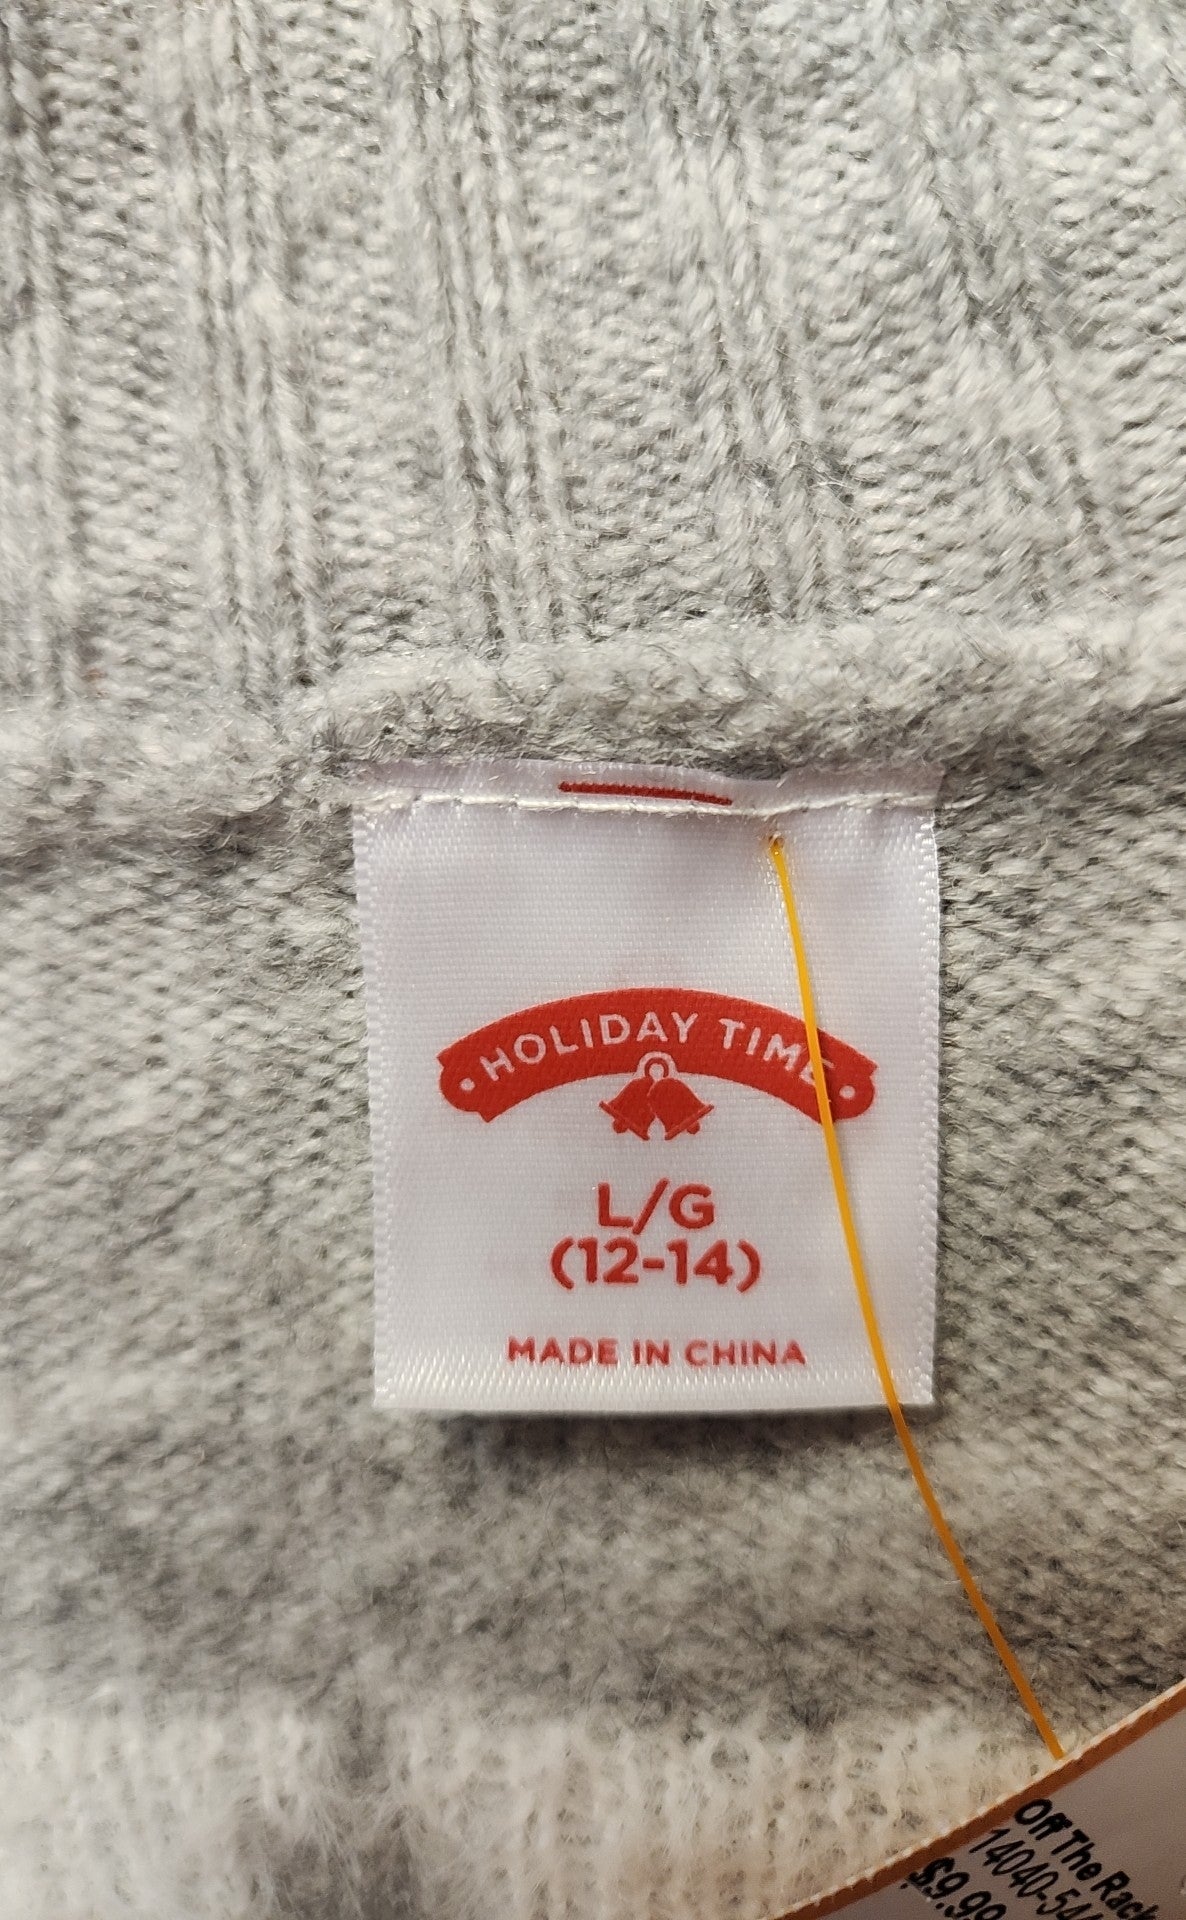 HOLIDAY TIME
L/G
(12-14)
MADE IN CHINA
Off The Rack
$9.99